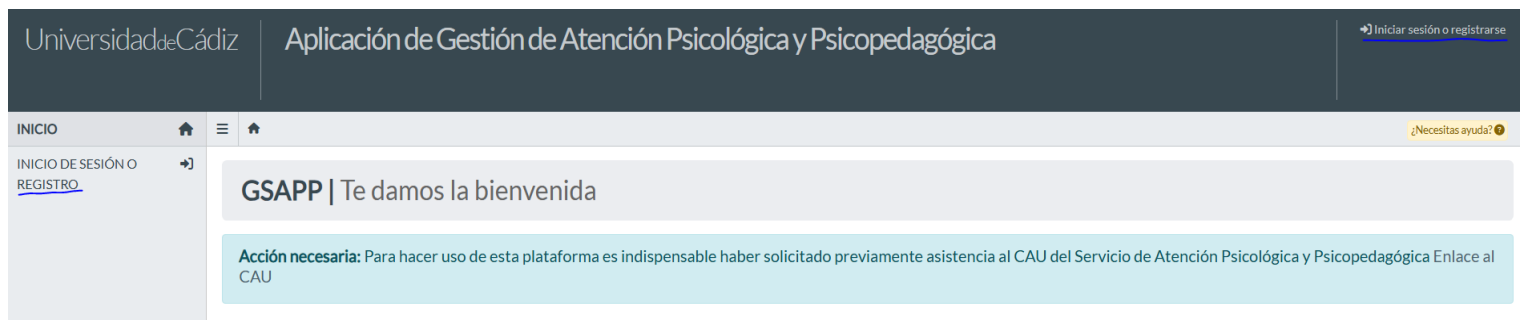 UniversidaddeCádiz
Aplicación de Gestión de Atención Psicológica y Psicopedagógica
Iniciar sesión o registrarse
INICIO
¿Necesitas ayuda?
INICIO DE SESIÓN O
REGISTRO
GSAPP | Te damos la bienvenida
Acción necesaria: Para hacer uso de esta plataforma es indispensable haber solicitado previamente asistencia al CAU del Servicio de Atención Psicológica y Psicopedagógica Enlace al
CAU